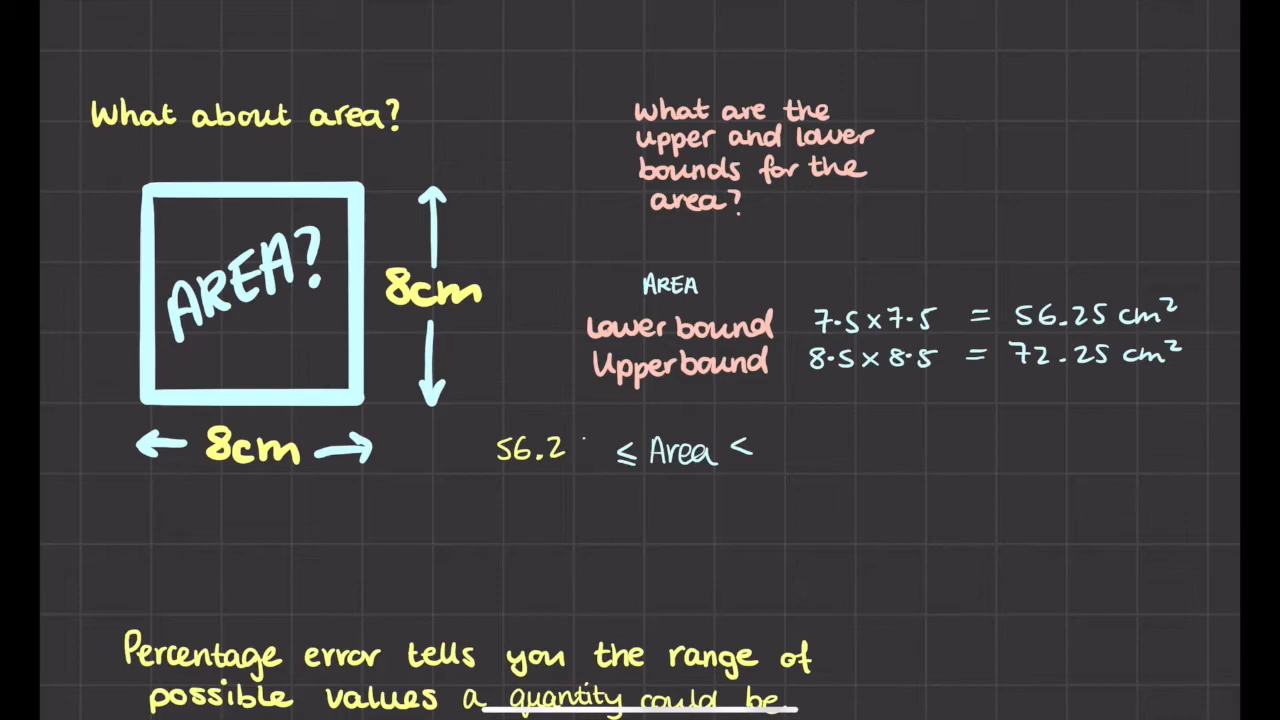 What about area?
What are the
upper and lower
bounds for the
area?
AREA?
8cm
8cm
AREA
Lower bound 7.5 x 7.5 = 56.25 cm²
Upper bound 8.5 x 8.5 = 72.25 cm²
56.2 ≤ Area <
Percentage error tells you the range of
possible values a quantity could be.